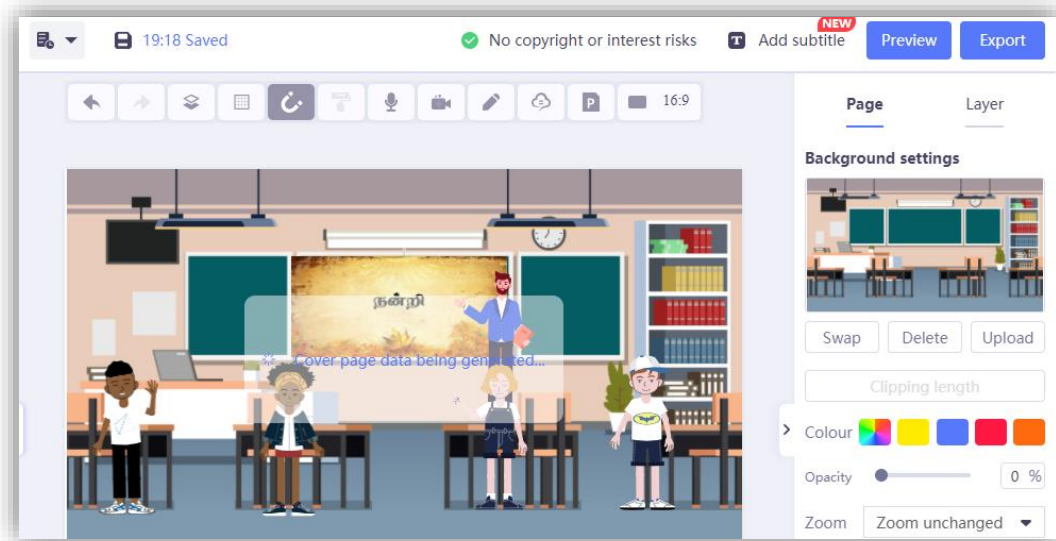 19:18 Saved
No copyright or interest risks
T Add subtitle
NEW
Preview
Export
P
16:9
Page
Layer
Background settings
நன்றி
Cover page data being generated...
Swap
Delete
Upload
Clipping length
Colour
Opacity
0 %
Zoom
Zoom unchanged